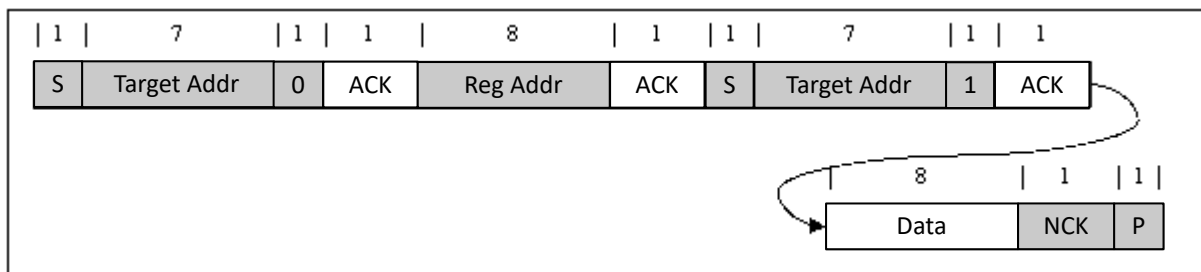 | 1 | 7 | 1 | 1 | 8 | 1 | 1 | 7 | 1 | 1
S Target Addr 0 ACK Reg Addr ACK S Target Addr 1 ACK
| 8 | 1 | 1 |
Data NCK P